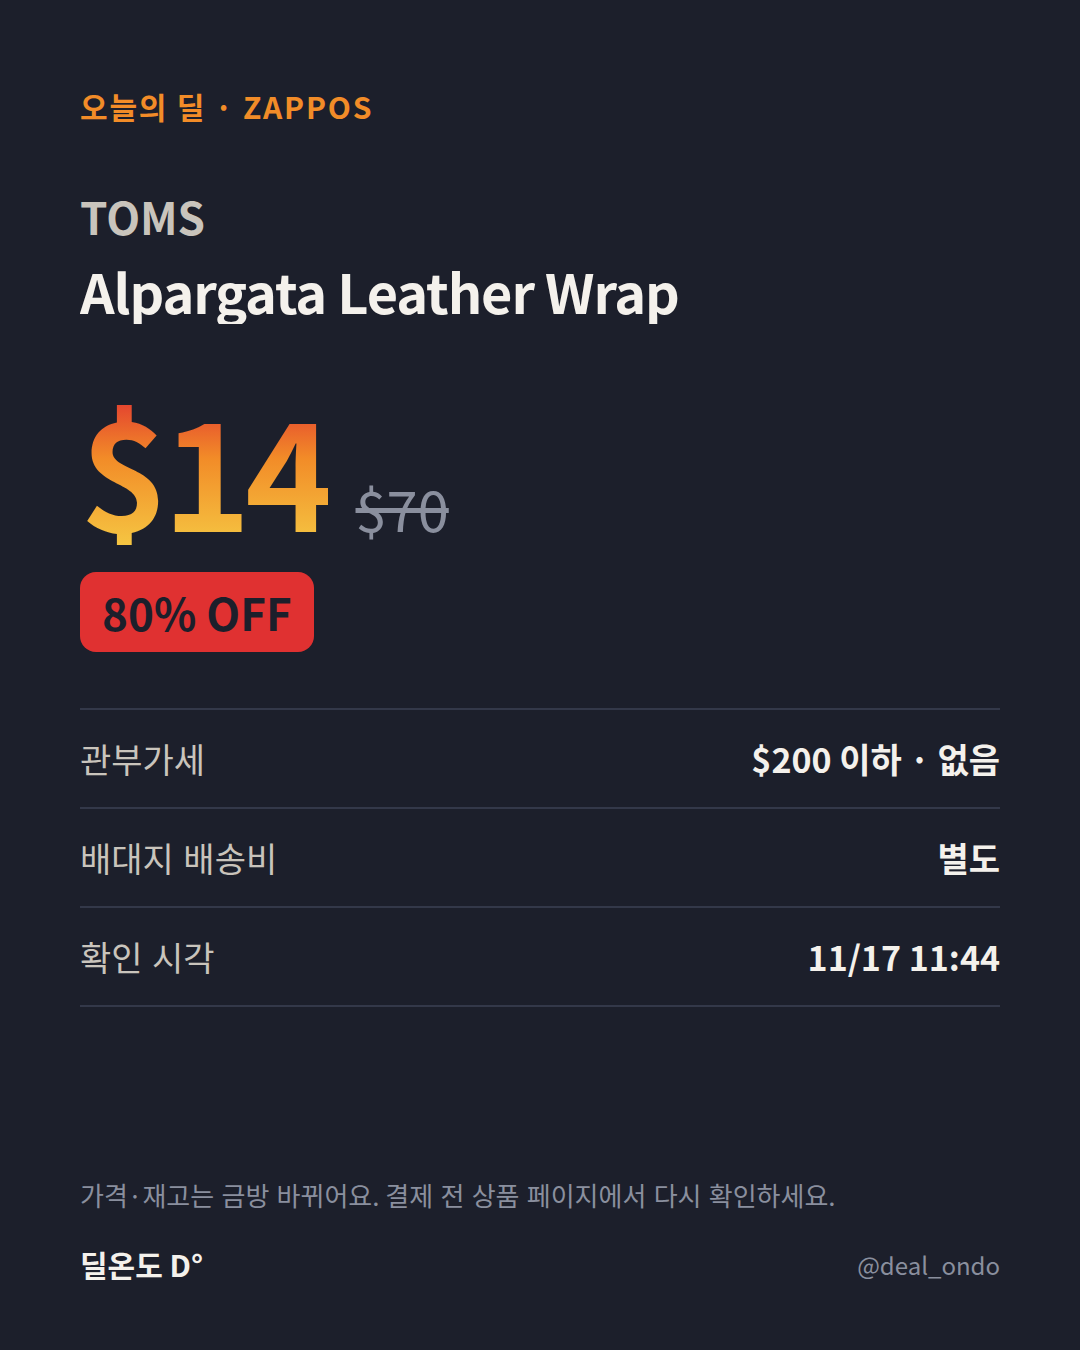 오늘의 딜 · ZAPPOS
TOMS
Alpargata Leather Wrap
$14 $70
80% OFF
관부가세 $200 이하 · 없음
배대지 배송비 별도
확인 시각 11/17 11:44
가격·재고는 금방 바뀌어요. 결제 전 상품 페이지에서 다시 확인하세요.
딜온도 D° @deal_ondo